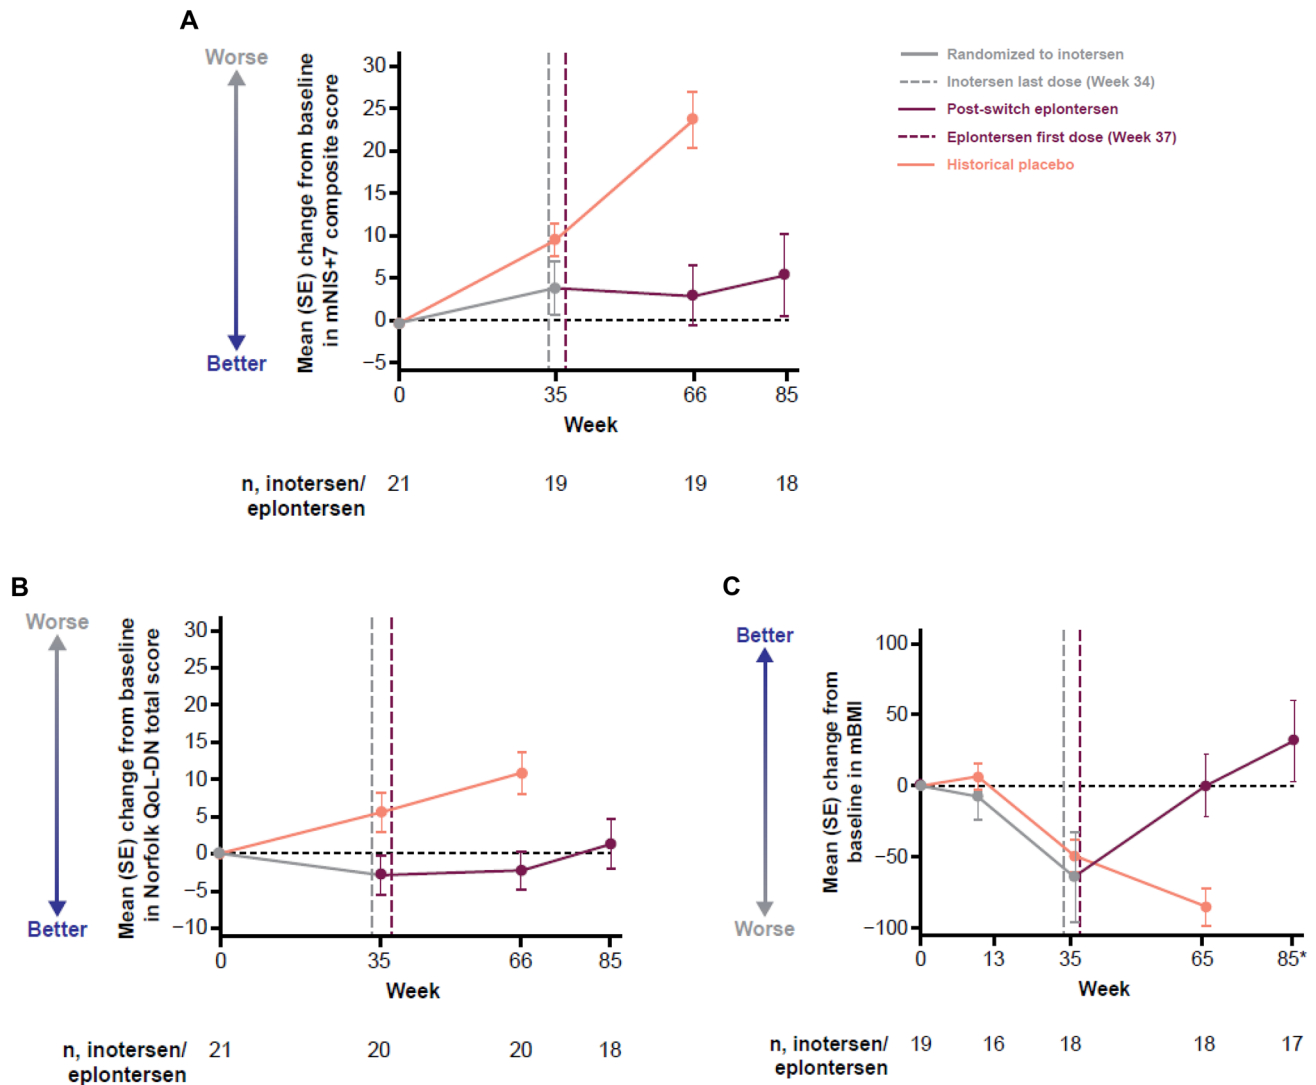 A
Worse
Better
Mean (SE) change from baseline
in mNIS+7 composite score
30
25
20
15
10
5
0
−5
0 35 66 85
Week
n, inotersen/ 21 19 19 18
eplontersen
Randomized to inotersen
Inotersen last dose (Week 34)
Post-switch eplontersen
Eplontersen first dose (Week 37)
Historical placebo
B
Worse
Better
Mean (SE) change from baseline
in Norfolk QoL-DN total score
30
25
20
15
10
5
0
−5
−10
0 35 66 85
Week
n, inotersen/ 21 20 20 18
eplontersen
C
Better
Worse
Mean (SE) change from
baseline in mBMI
100
50
0
−50
−100
0 13 35 65 85*
Week
n, inotersen/ 19 16 18 18 17
eplontersen